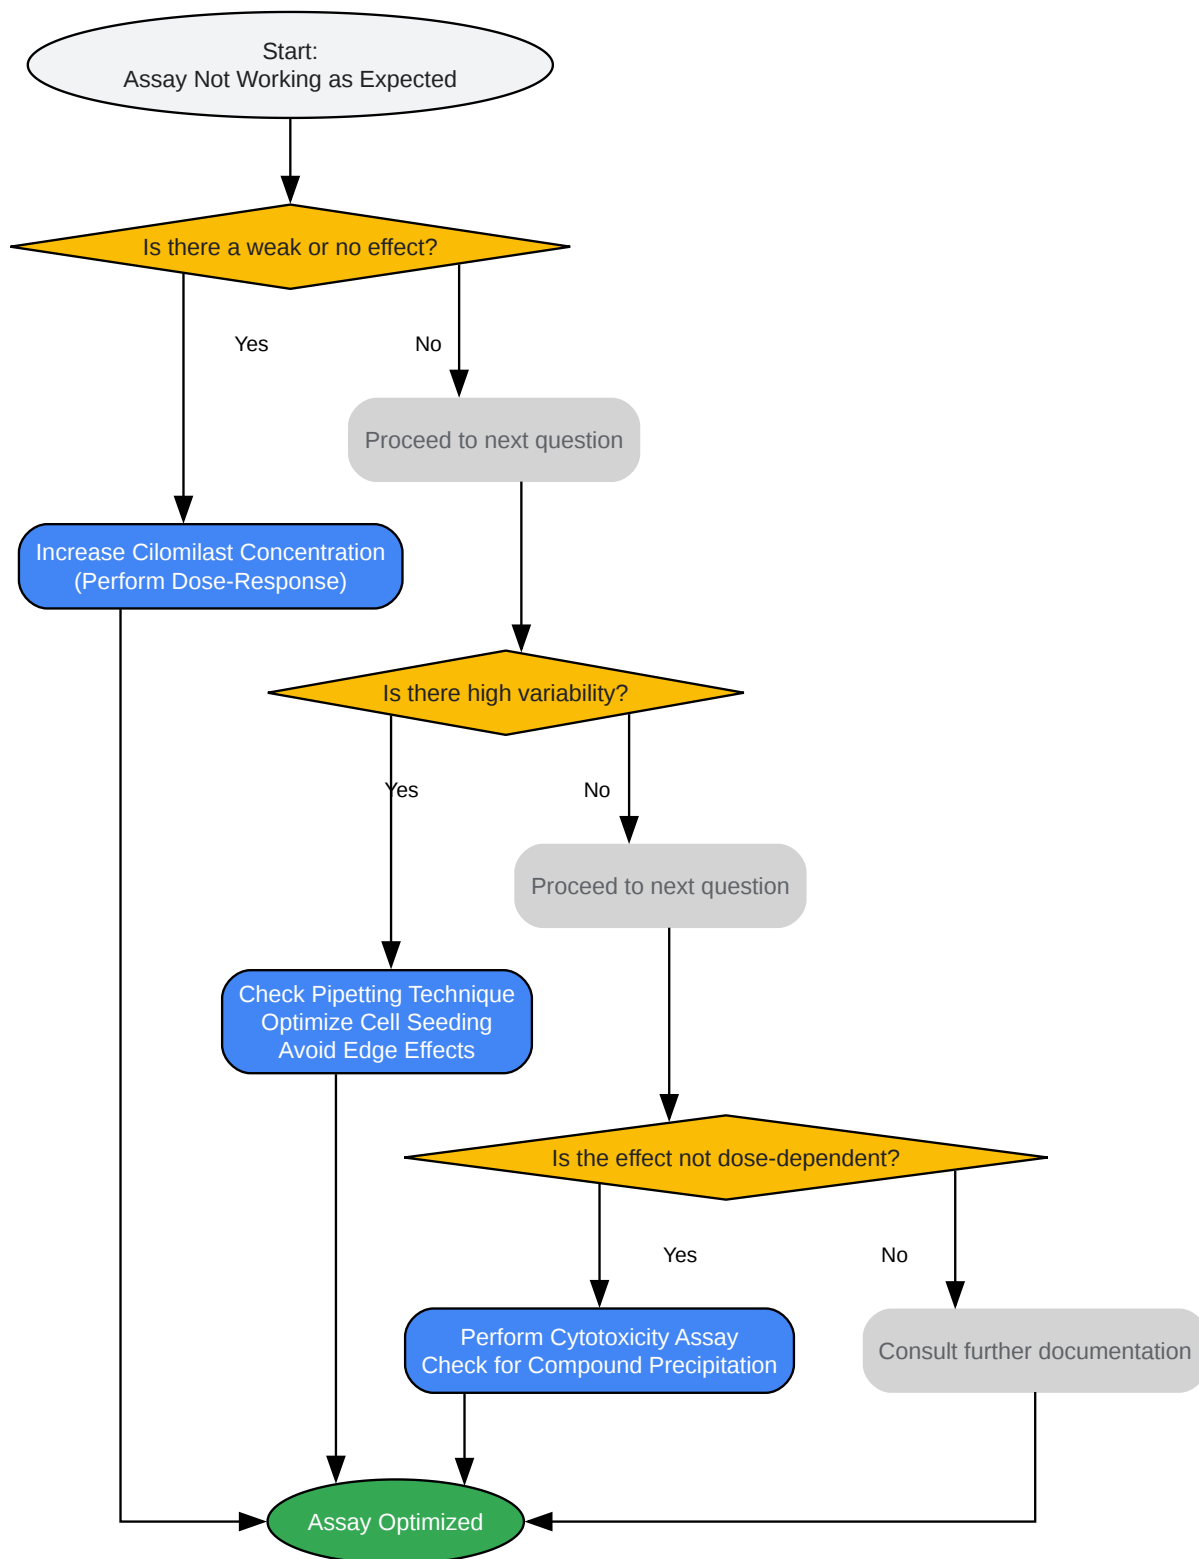 Start:
Assay Not Working as Expected
Is there a weak or no effect?
Yes
No
Proceed to next question
Increase Cilomilast Concentration
(Perform Dose-Response)
Is there high variability?
Yes
No
Proceed to next question
Check Pipetting Technique
Optimize Cell Seeding
Avoid Edge Effects
Is the effect not dose-dependent?
Yes
No
Perform Cytotoxicity Assay
Check for Compound Precipitation
Consult further documentation
Assay Optimized